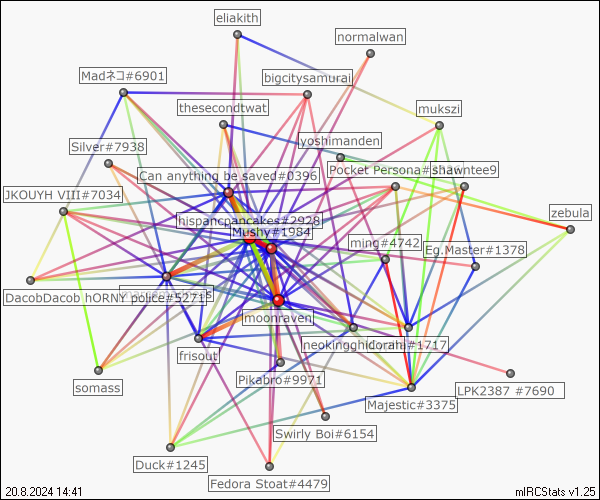 eliakith
normalwan
Madネコ#6901
bigcitysamurai
thesecondtwat
mukszi
Silver#7938
iyoshimanden
Can anything be saved#0396
Pocket Persona#
shawntee9
JKOUYH VIII#7034
zebula
hispancpancakes#2928
Mushy#1984
ming#4742
Eg.Master#1378
DacobDacob hORNY police#5271
moonraven
neokingghidorah
#1717
frisout
Pikabro#9971
LPK2387 #7690
somass
Majestic#3375
Swirly Boi#6154
Duck#1245
Fedora Stoat#4479
20.8.2024 14:41
mIRCStats v1.25